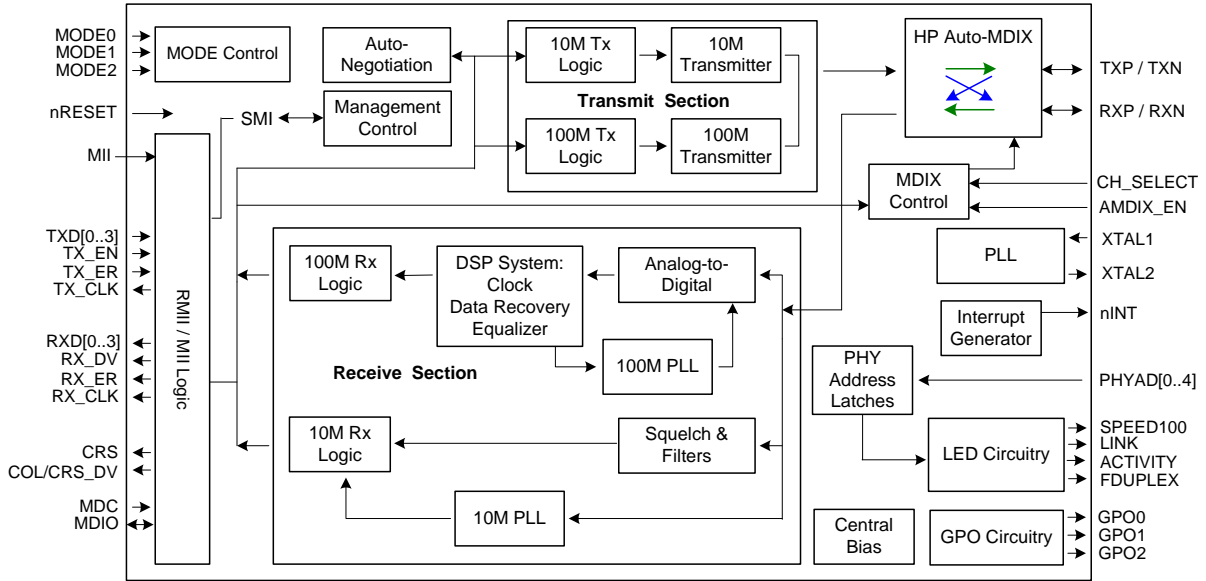 MODE0
MODE1
MODE2
nRESET
MII
TXD[0..3]
TX_EN
TX_ER
TX_CLK
RXD[0..3]
RX_DV
RX_ER
RX_CLK
CRS
COL/CRS_DV
MDC
MDIO
MODE Control
RMII / MII Logic
SMI
Auto-
Negotiation
Management
Control
10M Tx
Logic
10M
Transmitter
Transmit Section
100M Tx
Logic
100M
Transmitter
100M Rx
Logic
DSP System:
Clock
Data Recovery
Equalizer
Analog-to-
Digital
100M PLL
Receive Section
10M Rx
Logic
Squelch &
Filters
10M PLL
HP Auto-MDIX
MDIX
Control
PLL
Interrupt
Generator
PHY
Address
Latches
LED Circuitry
Central
Bias
GPO Circuitry
TXP / TXN
RXP / RXN
CH_SELECT
AMDIX_EN
XTAL1
XTAL2
nINT
PHYAD[0..4]
SPEED100
LINK
ACTIVITY
FDUPLEX
GPO0
GPO1
GPO2